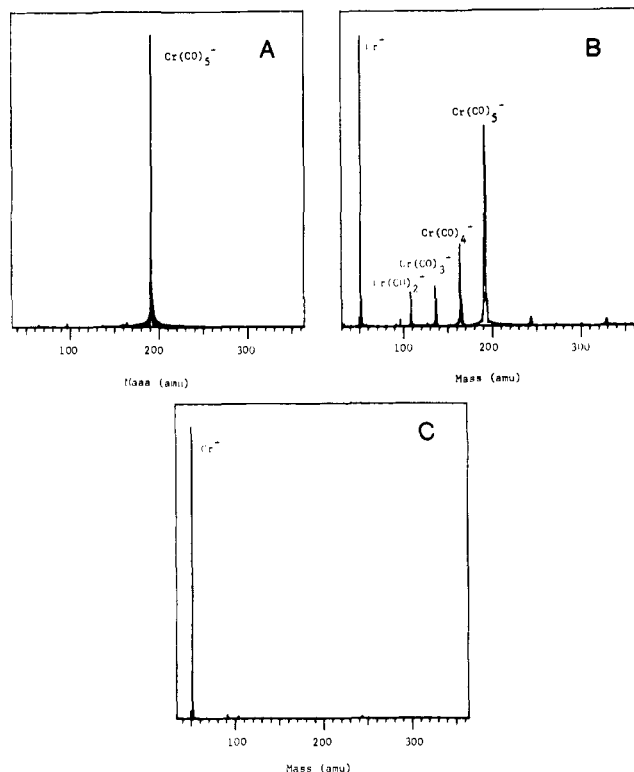 A
Cr(CO)₅⁻
100 200 300
Mass (amu)
B
Cr⁻
Cr(CO)₅⁻
Cr(CO)₄⁻
Cr(CO)₃⁻
Cr(CO)₂⁻
100 200 300
Mass (amu)
C
Cr⁻
100 200 300
Mass (amu)